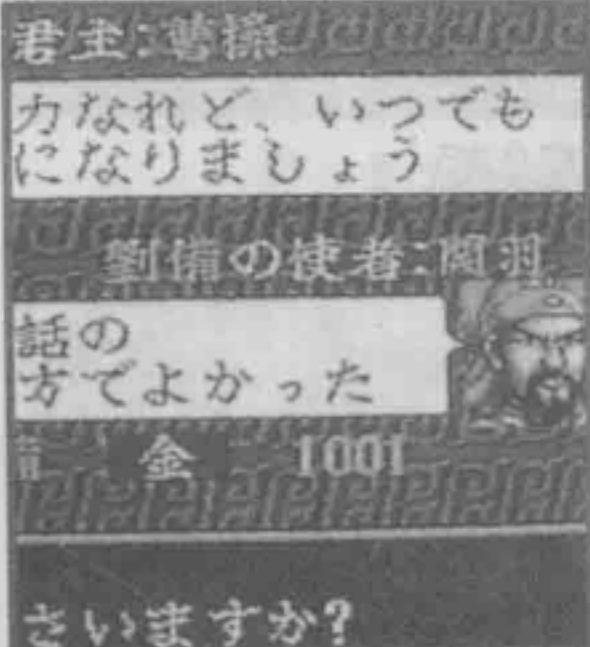 君主:曹操
力なれど、いつでも
になりましょう
劉備の使者:関羽
話の
方でよかった
金 1001
さいますか?